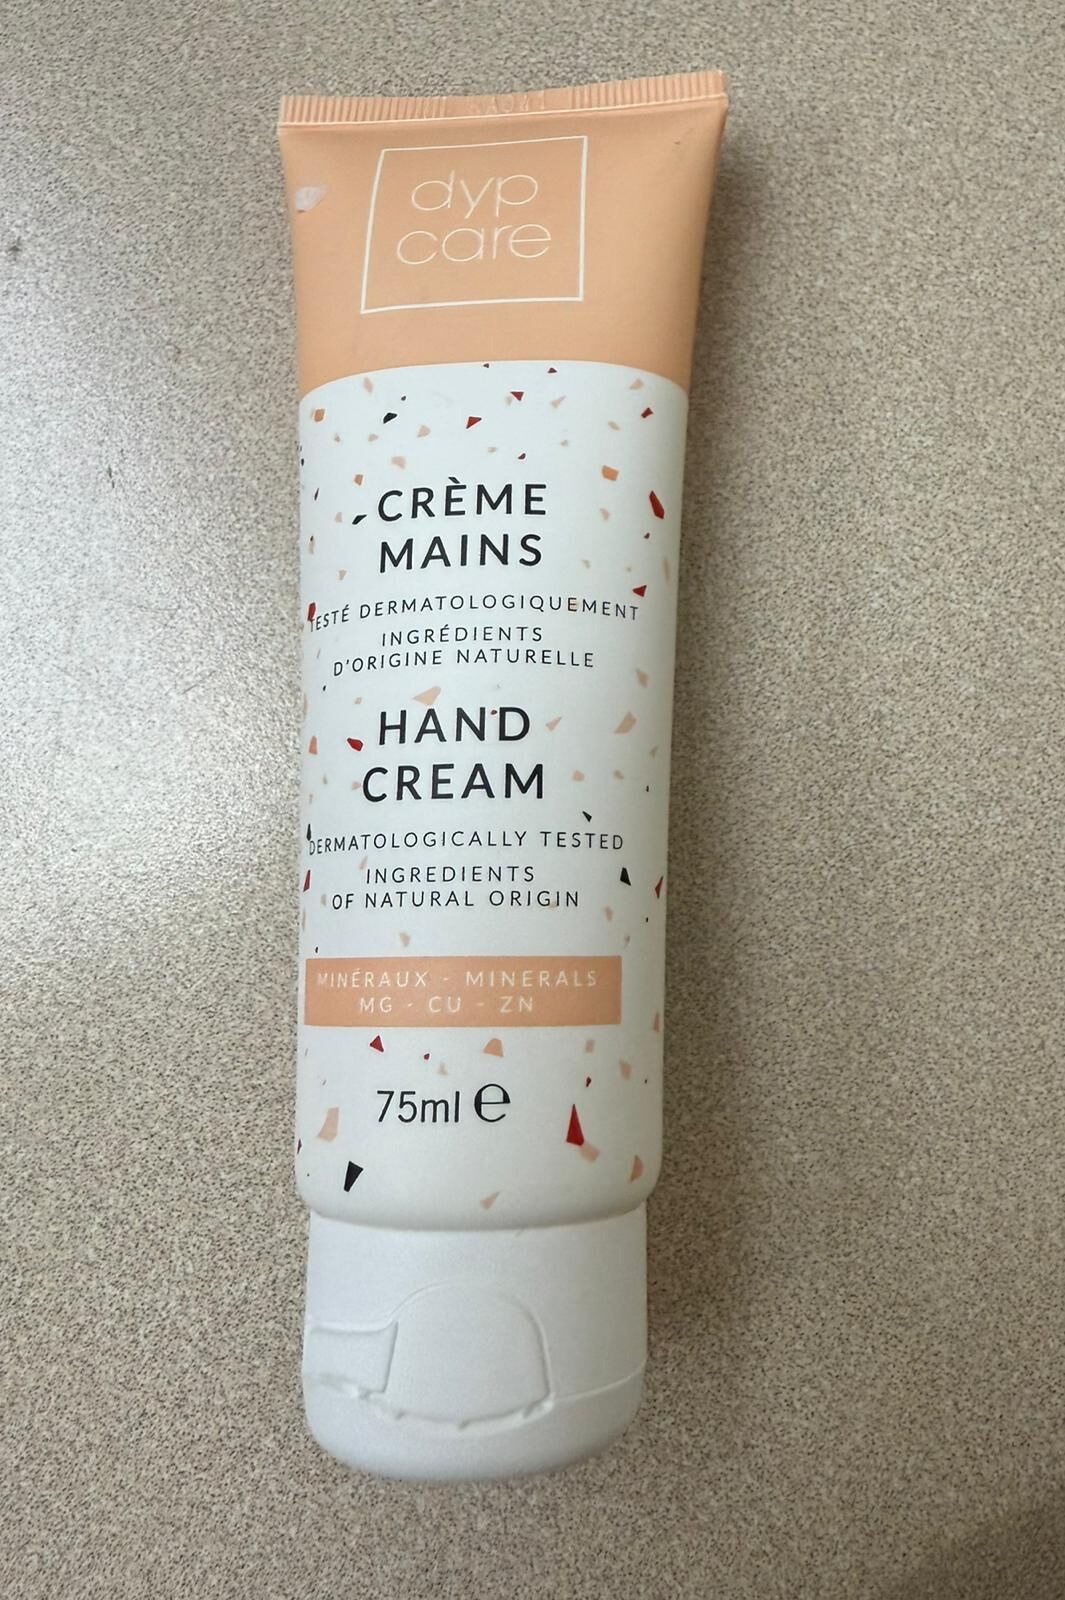 dyp
care
CRÈME
MAINS
TESTÉ DERMATOLOGIQUEMENT
INGRÉDIENTS
D'ORIGINE NATURELLE
HAND
CREAM
DERMATOLOGICALLY TESTED
INGREDIENTS
OF NATURAL ORIGIN
MINÉRAUX - MINERALS
MG - CU - ZN
75ml ℮